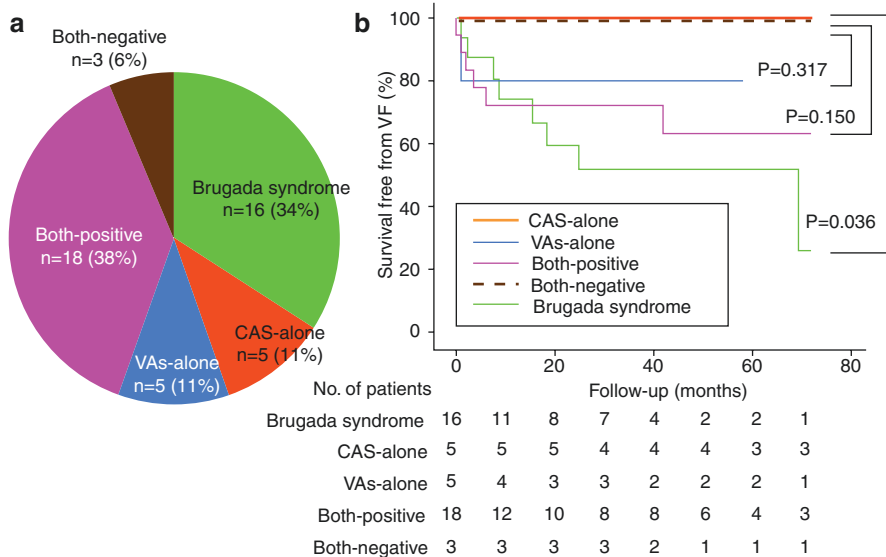 a
Both-negative
n=3 (6%)
Brugada syndrome
n=16 (34%)
Both-positive
n=18 (38%)
CAS-alone
n=5 (11%)
VAs-alone
n=5 (11%)
b
Survival free from VF (%)
100
80
60
40
20
0
P=0.317
P=0.150
P=0.036
CAS-alone
VAs-alone
Both-positive
Both-negative
Brugada syndrome
0 20 40 60 80
Follow-up (months)
No. of patients
Brugada syndrome 16 11 8 7 4 2 2 1
CAS-alone 5 5 5 4 4 4 3 3
VAs-alone 5 4 3 3 2 2 2 1
Both-positive 18 12 10 8 8 6 4 3
Both-negative 3 3 3 3 2 1 1 1